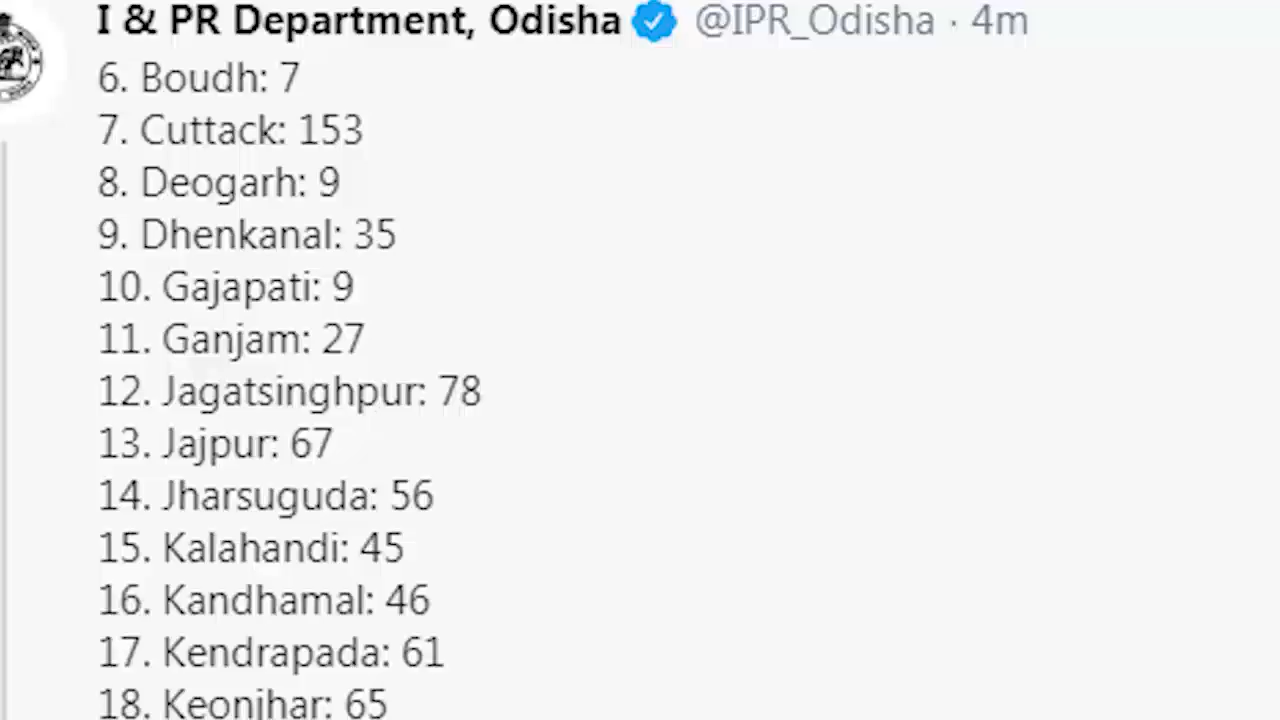 I & PR Department, Odisha @IPR_Odisha · 4m
6. Boudh: 7
7. Cuttack: 153
8. Deogarh: 9
9. Dhenkanal: 35
10. Gajapati: 9
11. Ganjam: 27
12. Jagatsinghpur: 78
13. Jajpur: 67
14. Jharsuguda: 56
15. Kalahandi: 45
16. Kandhamal: 46
17. Kendrapada: 61
18. Keonjhar: 65